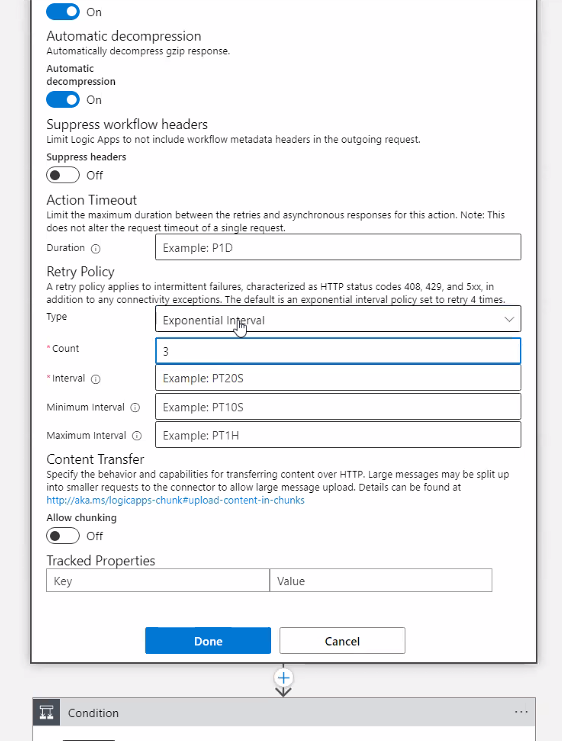 On
Automatic decompression
Automatically decompress gzip response.
Automatic
decompression
On
Suppress workflow headers
Limit Logic Apps to not include workflow metadata headers in the outgoing request.
Suppress headers
Off
Action Timeout
Limit the maximum duration between the retries and asynchronous responses for this action. Note: This
does not alter the request timeout of a single request.
Duration Example: P1D
Retry Policy
A retry policy applies to intermittent failures, characterized as HTTP status codes 408, 429, and 5xx, in
addition to any connectivity exceptions. The default is an exponential interval policy set to retry 4 times.
Type Exponential Interval
* Count 3
* Interval Example: PT20S
Minimum Interval Example: PT10S
Maximum Interval Example: PT1H
Content Transfer
Specify the behavior and capabilities for transferring content over HTTP. Large messages may be split up
into smaller requests to the connector to allow large message upload. Details can be found at
http://aka.ms/logicapps-chunk#upload-content-in-chunks
Allow chunking
Off
Tracked Properties
Key Value
Done Cancel
Condition ...